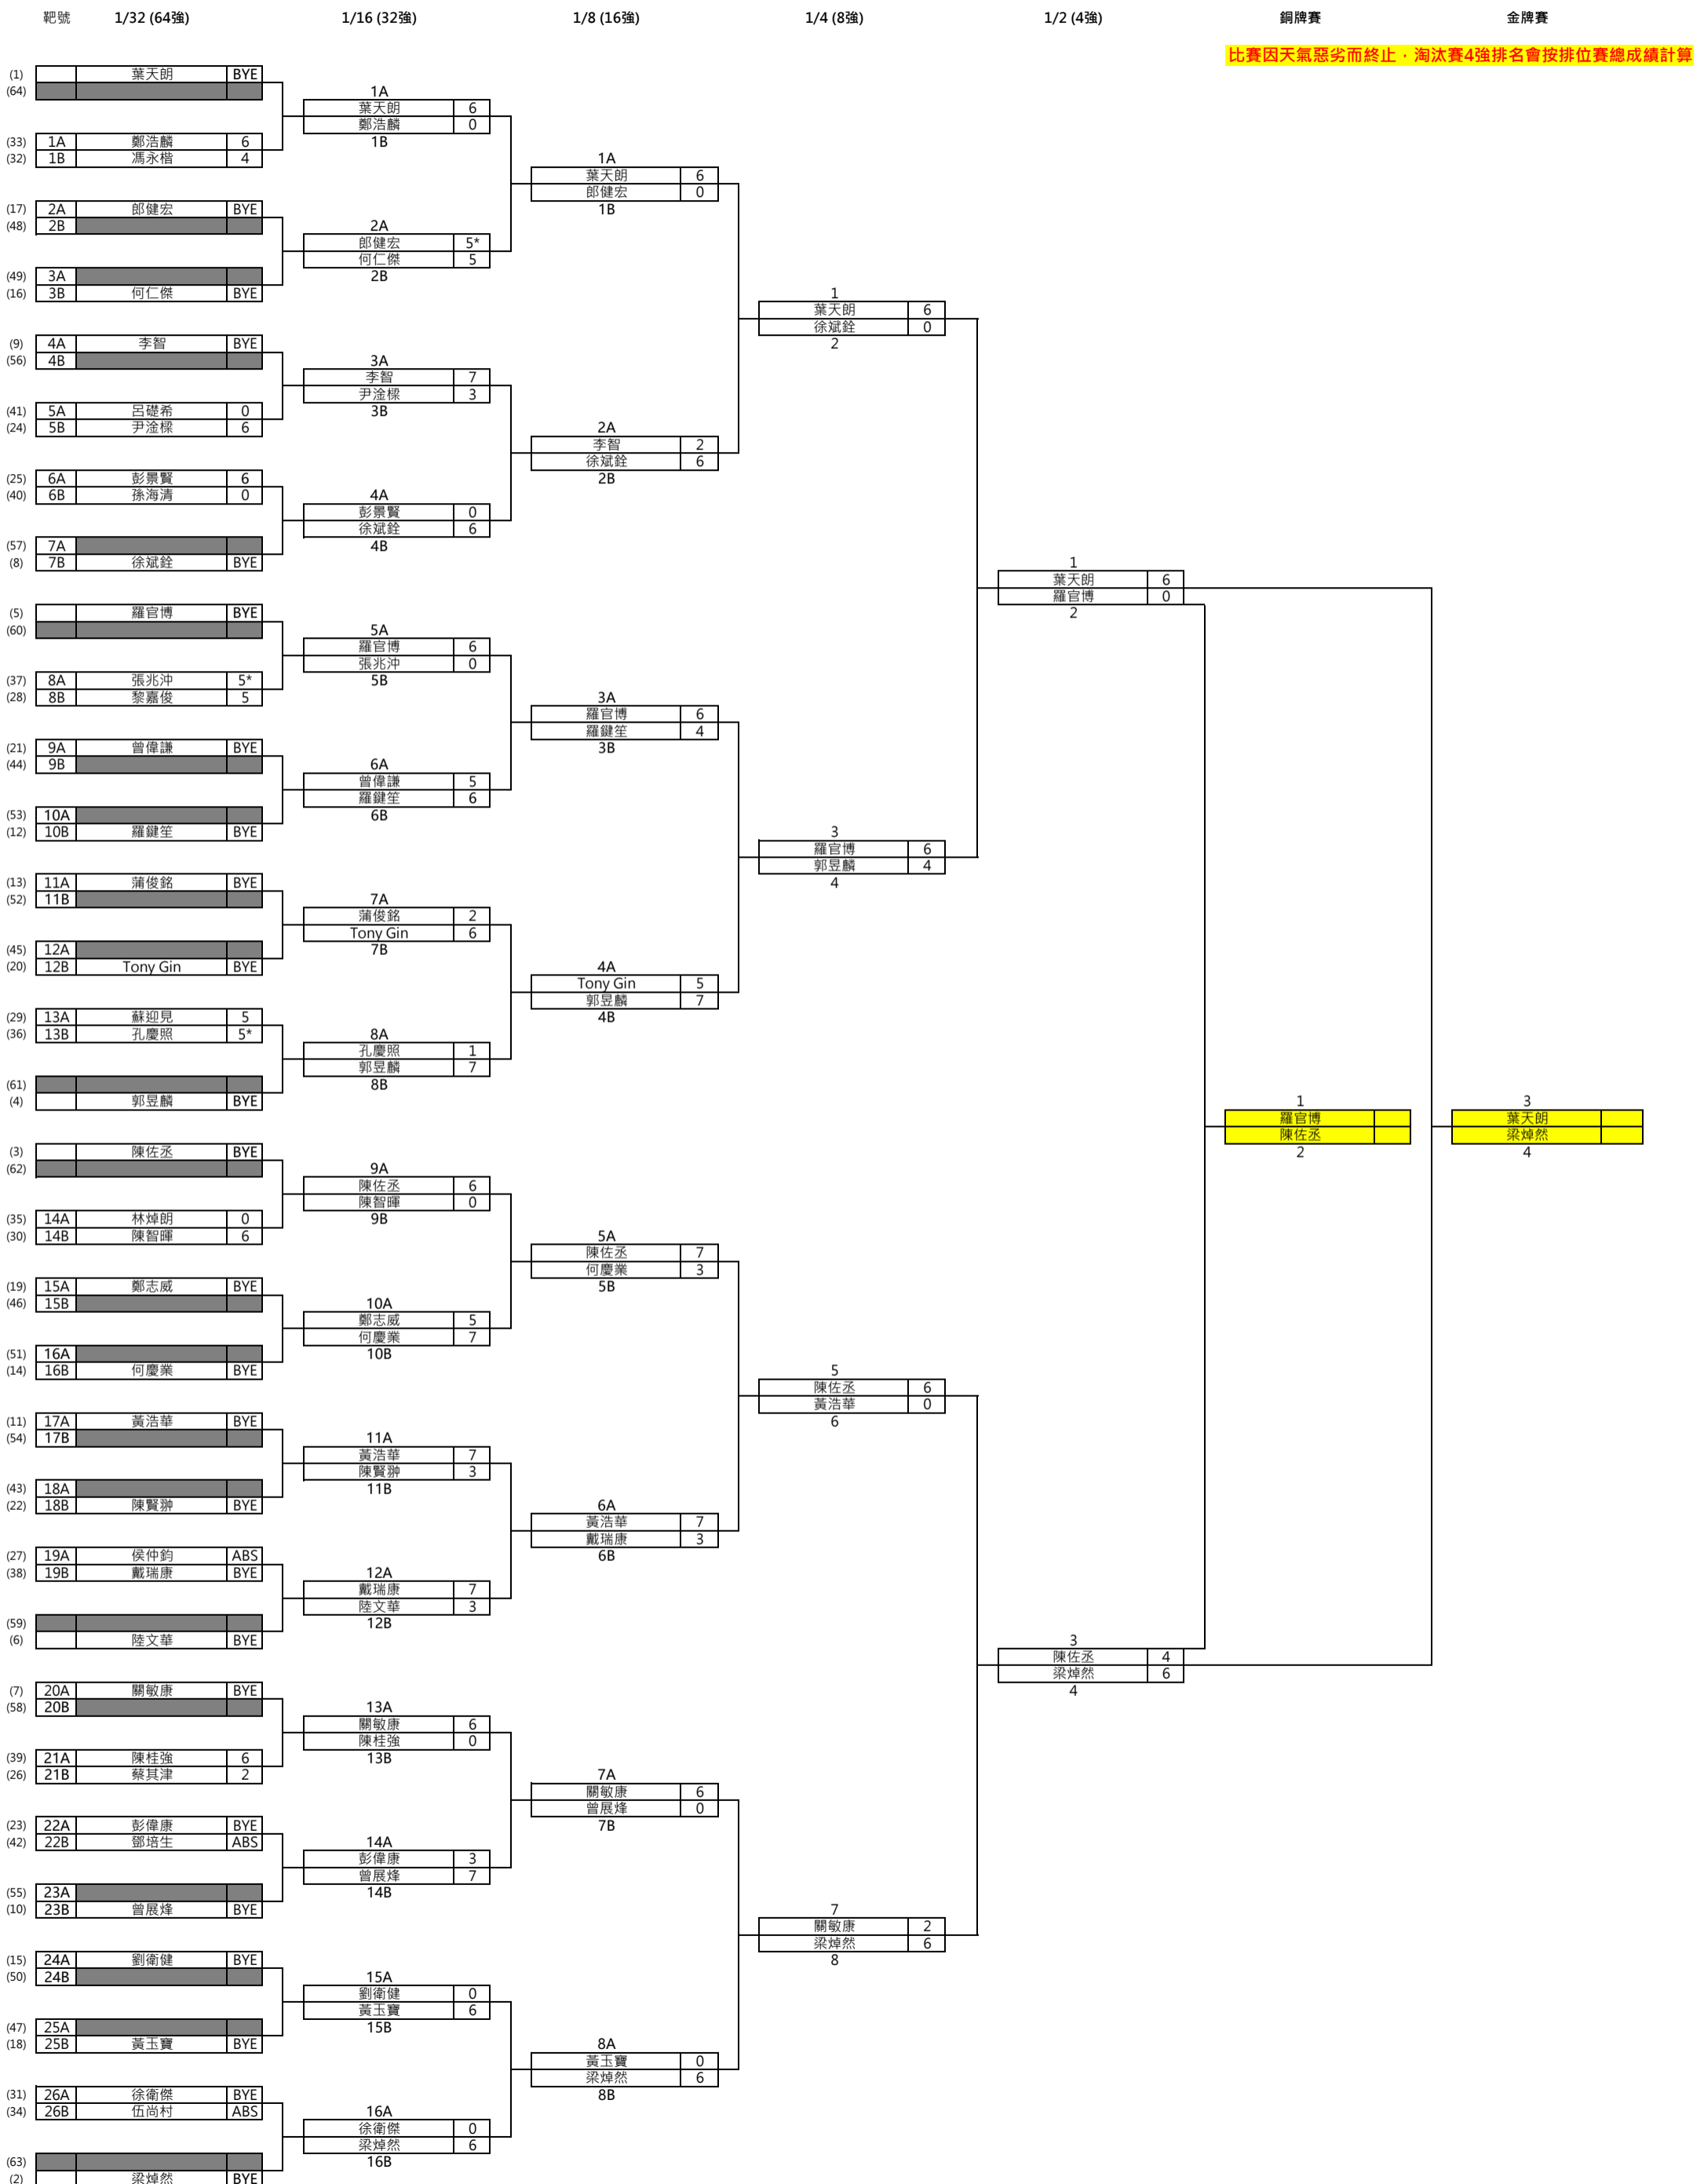 靶號 1/32 (64強) 1/16 (32強) 1/8 (16強) 1/4 (8強) 1/2 (4強) 銅牌賽 金牌賽
比賽因天氣惡劣而終止，淘汰賽4強排名會按排位賽總成績計算
(1) 葉天朗 BYE
(64)
(33) 1A 鄭浩麟 6
(32) 1B 馮永楷 4
(17) 2A 郎健宏 BYE
(48) 2B
(49) 3A
(16) 3B 何仁傑 BYE
(9) 4A 李智 BYE
(56) 4B
(41) 5A 呂礎希 0
(24) 5B 尹淦樑 6
(25) 6A 彭景賢 6
(40) 6B 孫海清 0
(57) 7A
(8) 7B 徐斌銓 BYE
(5) 羅官博 BYE
(60)
(37) 8A 張兆沖 5*
(28) 8B 黎嘉俊 5
(21) 9A 曾偉謙 BYE
(44) 9B
(53) 10A
(12) 10B 羅鍵笙 BYE
(13) 11A 蒲俊銘 BYE
(52) 11B
(45) 12A
(20) 12B Tony Gin BYE
(29) 13A 蘇迎見 5
(36) 13B 孔慶照 5*
(61)
(4) 郭昱麟 BYE
(3) 陳佐丞 BYE
(62)
(35) 14A 林焯朗 0
(30) 14B 陳智暉 6
(19) 15A 鄭志威 BYE
(46) 15B
(51) 16A
(14) 16B 何慶業 BYE
(11) 17A 黃浩華 BYE
(54) 17B
(43) 18A
(22) 18B 陳賢翀 BYE
(27) 19A 侯仲鈞 ABS
(38) 19B 戴瑞康 BYE
(59)
(6) 陸文華 BYE
(7) 20A 關敏康 BYE
(58) 20B
(39) 21A 陳桂強 6
(26) 21B 蔡其津 2
(23) 22A 彭偉康 BYE
(42) 22B 鄧培生 ABS
(55) 23A
(10) 23B 曾展烽 BYE
(15) 24A 劉衛健 BYE
(50) 24B
(47) 25A
(18) 25B 黃玉寶 BYE
(31) 26A 徐衛傑 BYE
(34) 26B 伍尚村 ABS
(63)
(2) 梁焯然 BYE
1A
葉天朗 6
鄭浩麟 0
1B
2A
郎健宏 5*
何仁傑 5
2B
3A
李智 7
尹淦樑 3
3B
4A
彭景賢 0
徐斌銓 6
4B
5A
羅官博 6
張兆沖 0
5B
6A
曾偉謙 5
羅鍵笙 6
6B
7A
蒲俊銘 2
Tony Gin 6
7B
8A
孔慶照 1
郭昱麟 7
8B
9A
陳佐丞 6
陳智暉 0
9B
10A
鄭志威 5
何慶業 7
10B
11A
黃浩華 7
陳賢翀 3
11B
12A
戴瑞康 7
陸文華 3
12B
13A
關敏康 6
陳桂強 0
13B
14A
彭偉康 3
曾展烽 7
14B
15A
劉衛健 0
黃玉寶 6
15B
16A
徐衛傑 0
梁焯然 6
16B
1A
葉天朗 6
郎健宏 0
1B
2A
李智 2
徐斌銓 6
2B
3A
羅官博 6
羅鍵笙 4
3B
4A
Tony Gin 5
郭昱麟 7
4B
5A
陳佐丞 7
何慶業 3
5B
6A
黃浩華 7
戴瑞康 3
6B
7A
關敏康 6
曾展烽 0
7B
8A
黃玉寶 0
梁焯然 6
8B
1
葉天朗 6
徐斌銓 0
2
3
羅官博 6
郭昱麟 4
4
5
陳佐丞 6
黃浩華 0
6
7
關敏康 2
梁焯然 6
8
1
葉天朗 6
羅官博 0
2
3
陳佐丞 4
梁焯然 6
4
1
羅官博
陳佐丞
2
3
葉天朗
梁焯然
4